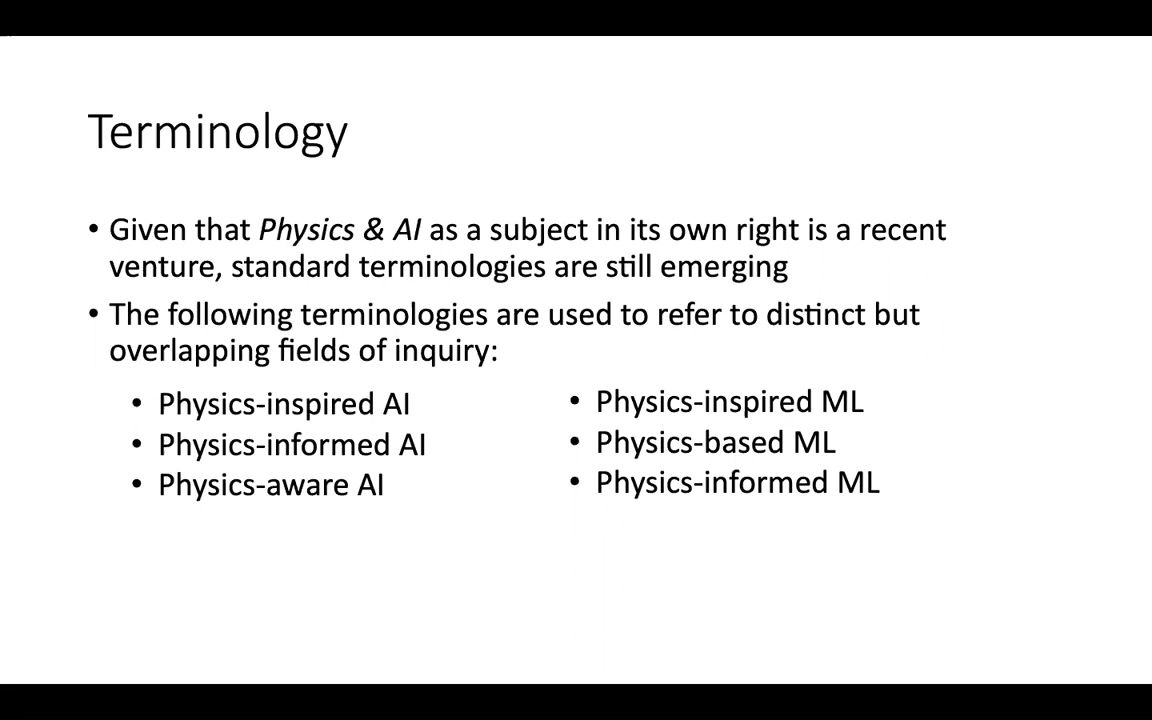 Terminology
• Given that Physics & AI as a subject in its own right is a recent
venture, standard terminologies are still emerging
• The following terminologies are used to refer to distinct but
overlapping fields of inquiry:
• Physics-inspired AI
• Physics-informed AI
• Physics-aware AI
• Physics-inspired ML
• Physics-based ML
• Physics-informed ML